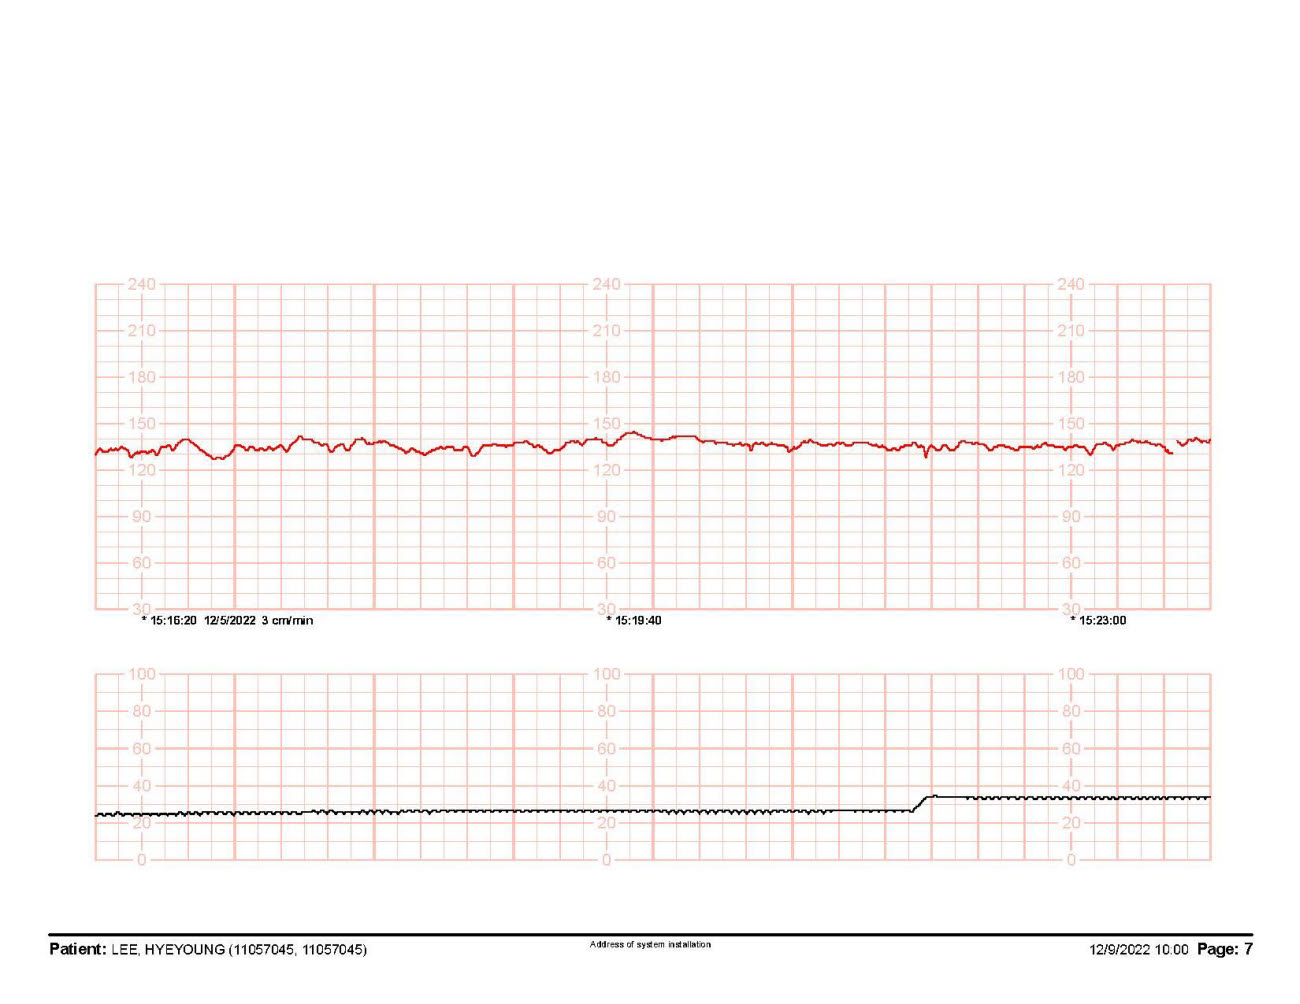 240 240 240
210 210 210
180 180 180
150 150 150
120 120 120
90 90 90
60 60 60
30 30 30
* 15:16:20 12/5/2022 3 cm/min * 15:19:40 * 15:23:00
100 100 100
80 80 80
60 60 60
40 40 40
20 20 20
0 0 0
Patient: LEE, HYEYOUNG (11057045, 11057045) Address of system installation 12/9/2022 10:00 Page: 7